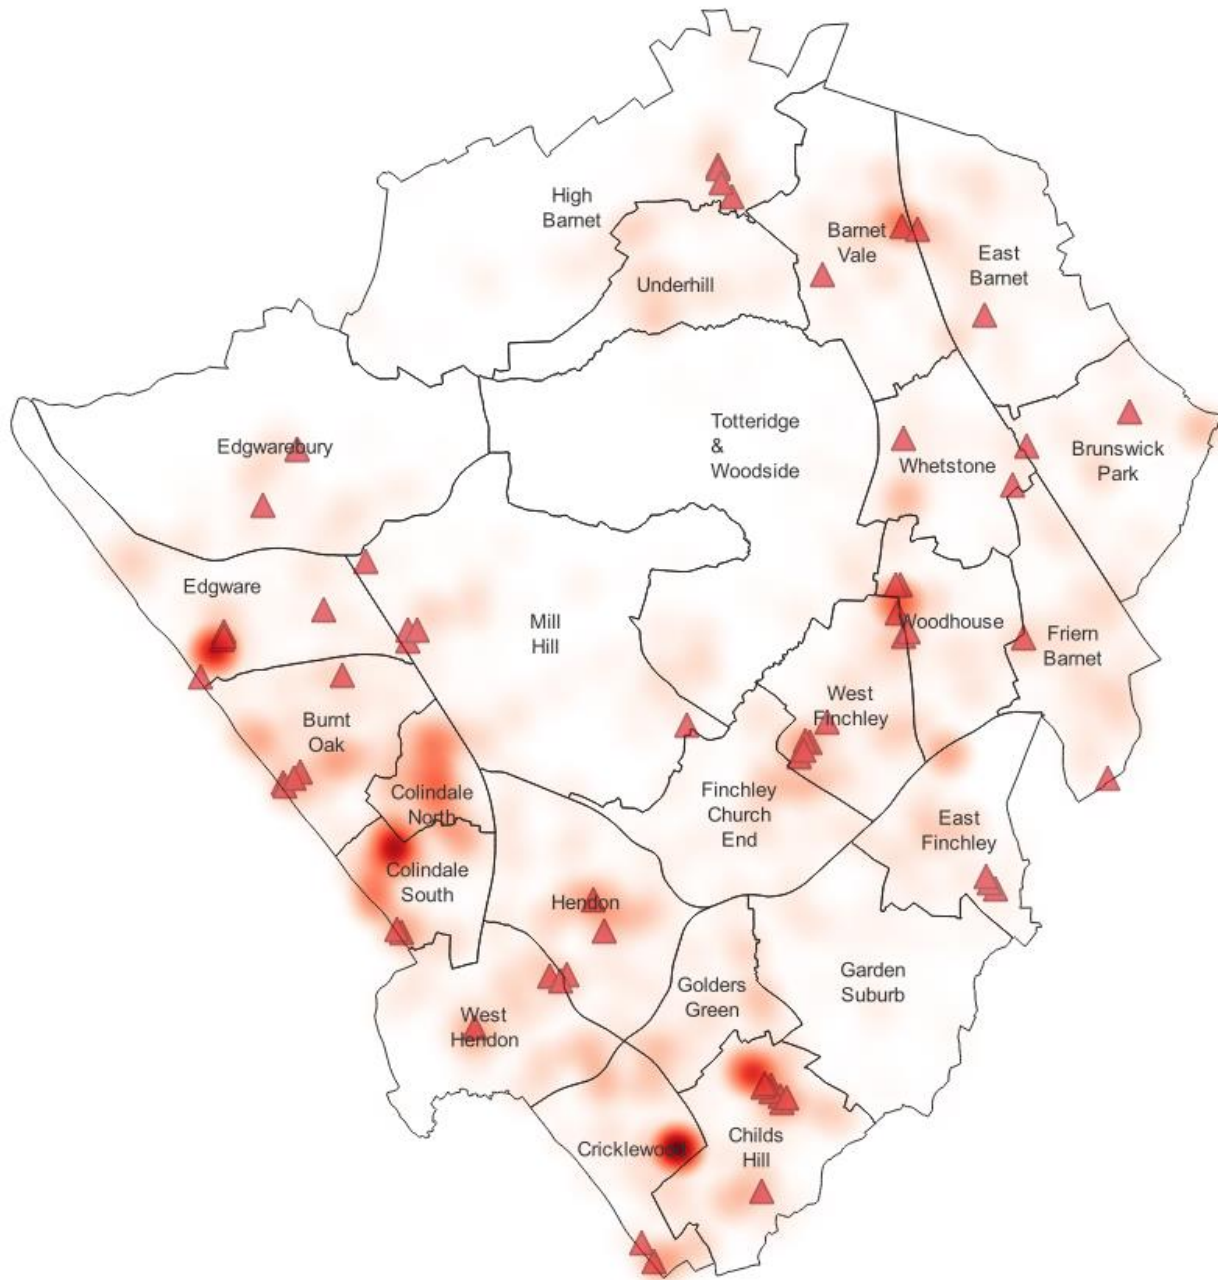 High
Barnet
Underhill
Barnet
Vale
East
Barnet
Edgwarebury
Totteridge
&
Woodside
Whetstone
Brunswick
Park
Edgware
Mill
Hill
Woodhouse
Friern
Barnet
Burnt
Oak
West
Finchley
Colindale
North
Finchley
Church
End
East
Finchley
Colindale
South
Hendon
Golders
Green
Garden
Suburb
West
Hendon
Cricklewood
Childs
Hill